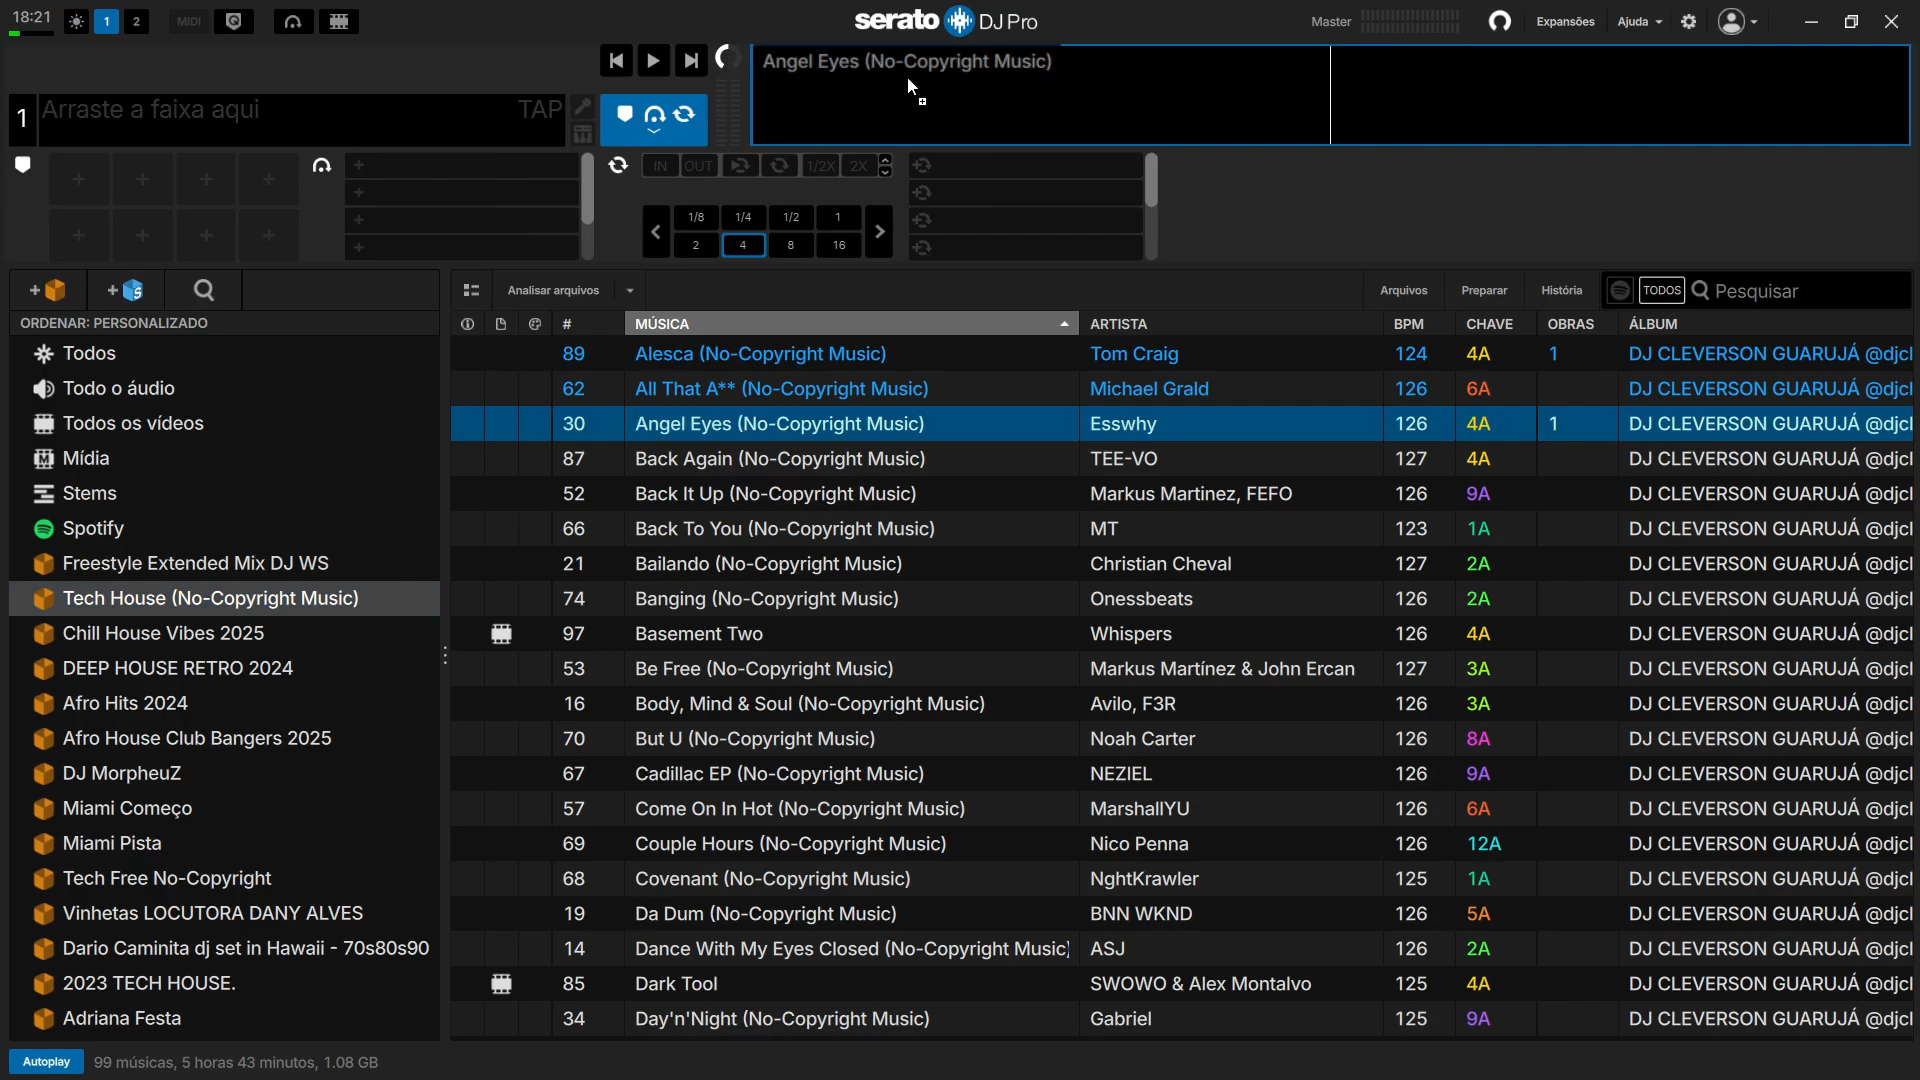 18:21 1 2 MIDI serato DJ Pro Master Expansões Ajuda
Angel Eyes (No-Copyright Music)
1 Arraste a faixa aqui TAP
IN OUT 1/2X 2X
1/8 1/4 1/2 1
2 4 8 16
Analisar arquivos Arquivos Preparar História TODOS Pesquisar
ORDENAR: PERSONALIZADO
Todos
Todo o áudio
Todos os vídeos
Mídia
Stems
Spotify
Freestyle Extended Mix DJ WS
Tech House (No-Copyright Music)
Chill House Vibes 2025
DEEP HOUSE RETRO 2024
Afro Hits 2024
Afro House Club Bangers 2025
DJ MorpheuZ
Miami Começo
Miami Pista
Tech Free No-Copyright
Vinhetas LOCUTORA DANY ALVES
Dario Caminita dj set in Hawaii - 70s80s90
2023 TECH HOUSE.
Adriana Festa
# MÚSICA ARTISTA BPM CHAVE OBRAS ÁLBUM
89 Alesca (No-Copyright Music) Tom Craig 124 4A 1 DJ CLEVERSON GUARUJÁ @djcl
62 All That A** (No-Copyright Music) Michael Grald 126 6A DJ CLEVERSON GUARUJÁ @djcl
30 Angel Eyes (No-Copyright Music) Esswhy 126 4A 1 DJ CLEVERSON GUARUJÁ @djcl
87 Back Again (No-Copyright Music) TEE-VO 127 4A DJ CLEVERSON GUARUJÁ @djcl
52 Back It Up (No-Copyright Music) Markus Martinez, FEFO 126 9A DJ CLEVERSON GUARUJÁ @djcl
66 Back To You (No-Copyright Music) MT 123 1A DJ CLEVERSON GUARUJÁ @djcl
21 Bailando (No-Copyright Music) Christian Cheval 127 2A DJ CLEVERSON GUARUJÁ @djcl
74 Banging (No-Copyright Music) Onessbeats 126 2A DJ CLEVERSON GUARUJÁ @djcl
97 Basement Two Whispers 126 4A DJ CLEVERSON GUARUJÁ @djcl
53 Be Free (No-Copyright Music) Markus Martínez & John Ercan 127 3A DJ CLEVERSON GUARUJÁ @djcl
16 Body, Mind & Soul (No-Copyright Music) Avilo, F3R 126 3A DJ CLEVERSON GUARUJÁ @djcl
70 But U (No-Copyright Music) Noah Carter 126 8A DJ CLEVERSON GUARUJÁ @djcl
67 Cadillac EP (No-Copyright Music) NEZIEL 126 9A DJ CLEVERSON GUARUJÁ @djcl
57 Come On In Hot (No-Copyright Music) MarshallYU 126 6A DJ CLEVERSON GUARUJÁ @djcl
69 Couple Hours (No-Copyright Music) Nico Penna 126 12A DJ CLEVERSON GUARUJÁ @djcl
68 Covenant (No-Copyright Music) NghtKrawler 125 1A DJ CLEVERSON GUARUJÁ @djcl
19 Da Dum (No-Copyright Music) BNN WKND 126 5A DJ CLEVERSON GUARUJÁ @djcl
14 Dance With My Eyes Closed (No-Copyright Music) ASJ 126 2A DJ CLEVERSON GUARUJÁ @djcl
85 Dark Tool SWOWO & Alex Montalvo 125 4A DJ CLEVERSON GUARUJÁ @djcl
34 Day'n'Night (No-Copyright Music) Gabriel 125 9A DJ CLEVERSON GUARUJÁ @djcl
Autoplay 99 músicas, 5 horas 43 minutos, 1.08 GB